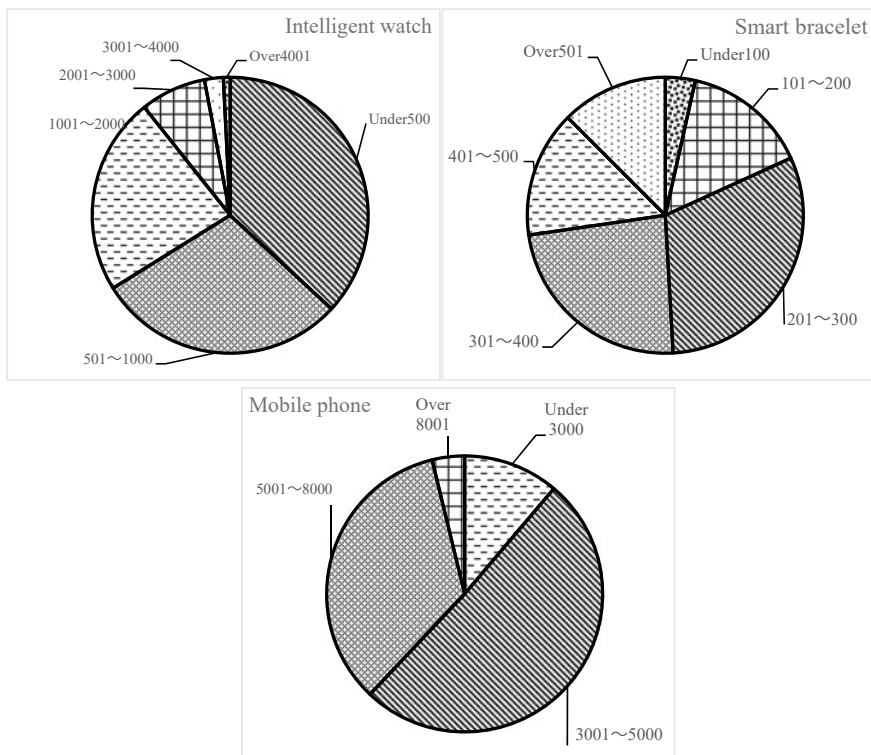 Intelligent watch
3001～4000
Over4001
2001～3000
1001～2000
Under500
501～1000
Smart bracelet
Over501
Under100
101～200
401～500
301～400
201～300
Mobile phone
Over
8001
Under
3000
5001～8000
3001～5000